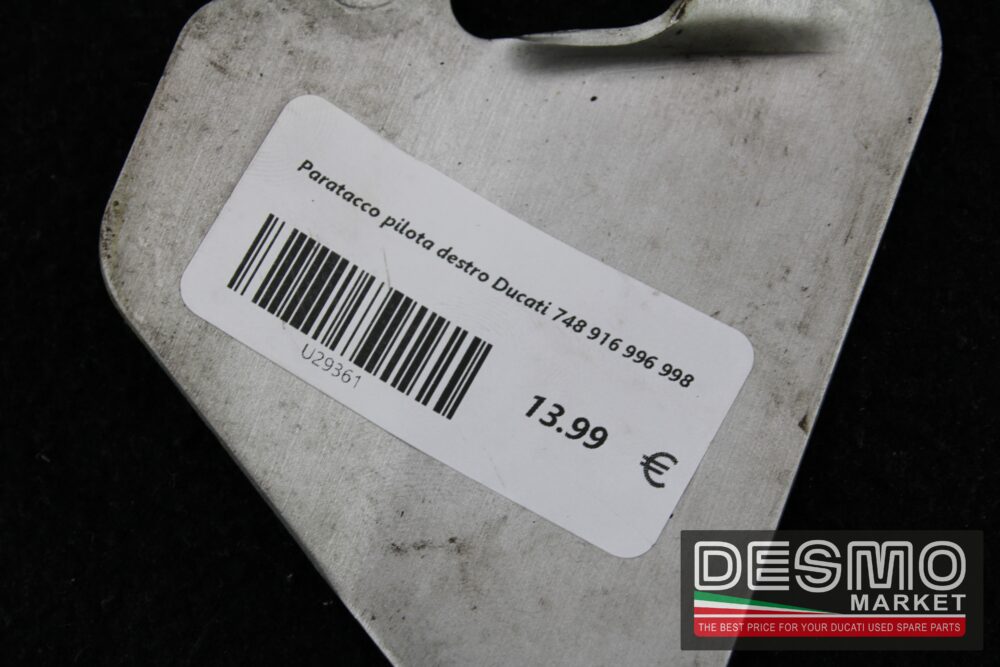 Paratacco pilota destro Ducati 748 916 996 998
U29361
13.99 €
DESMO
MARKET
THE BEST PRICE FOR YOUR DUCATI USED SPARE PARTS